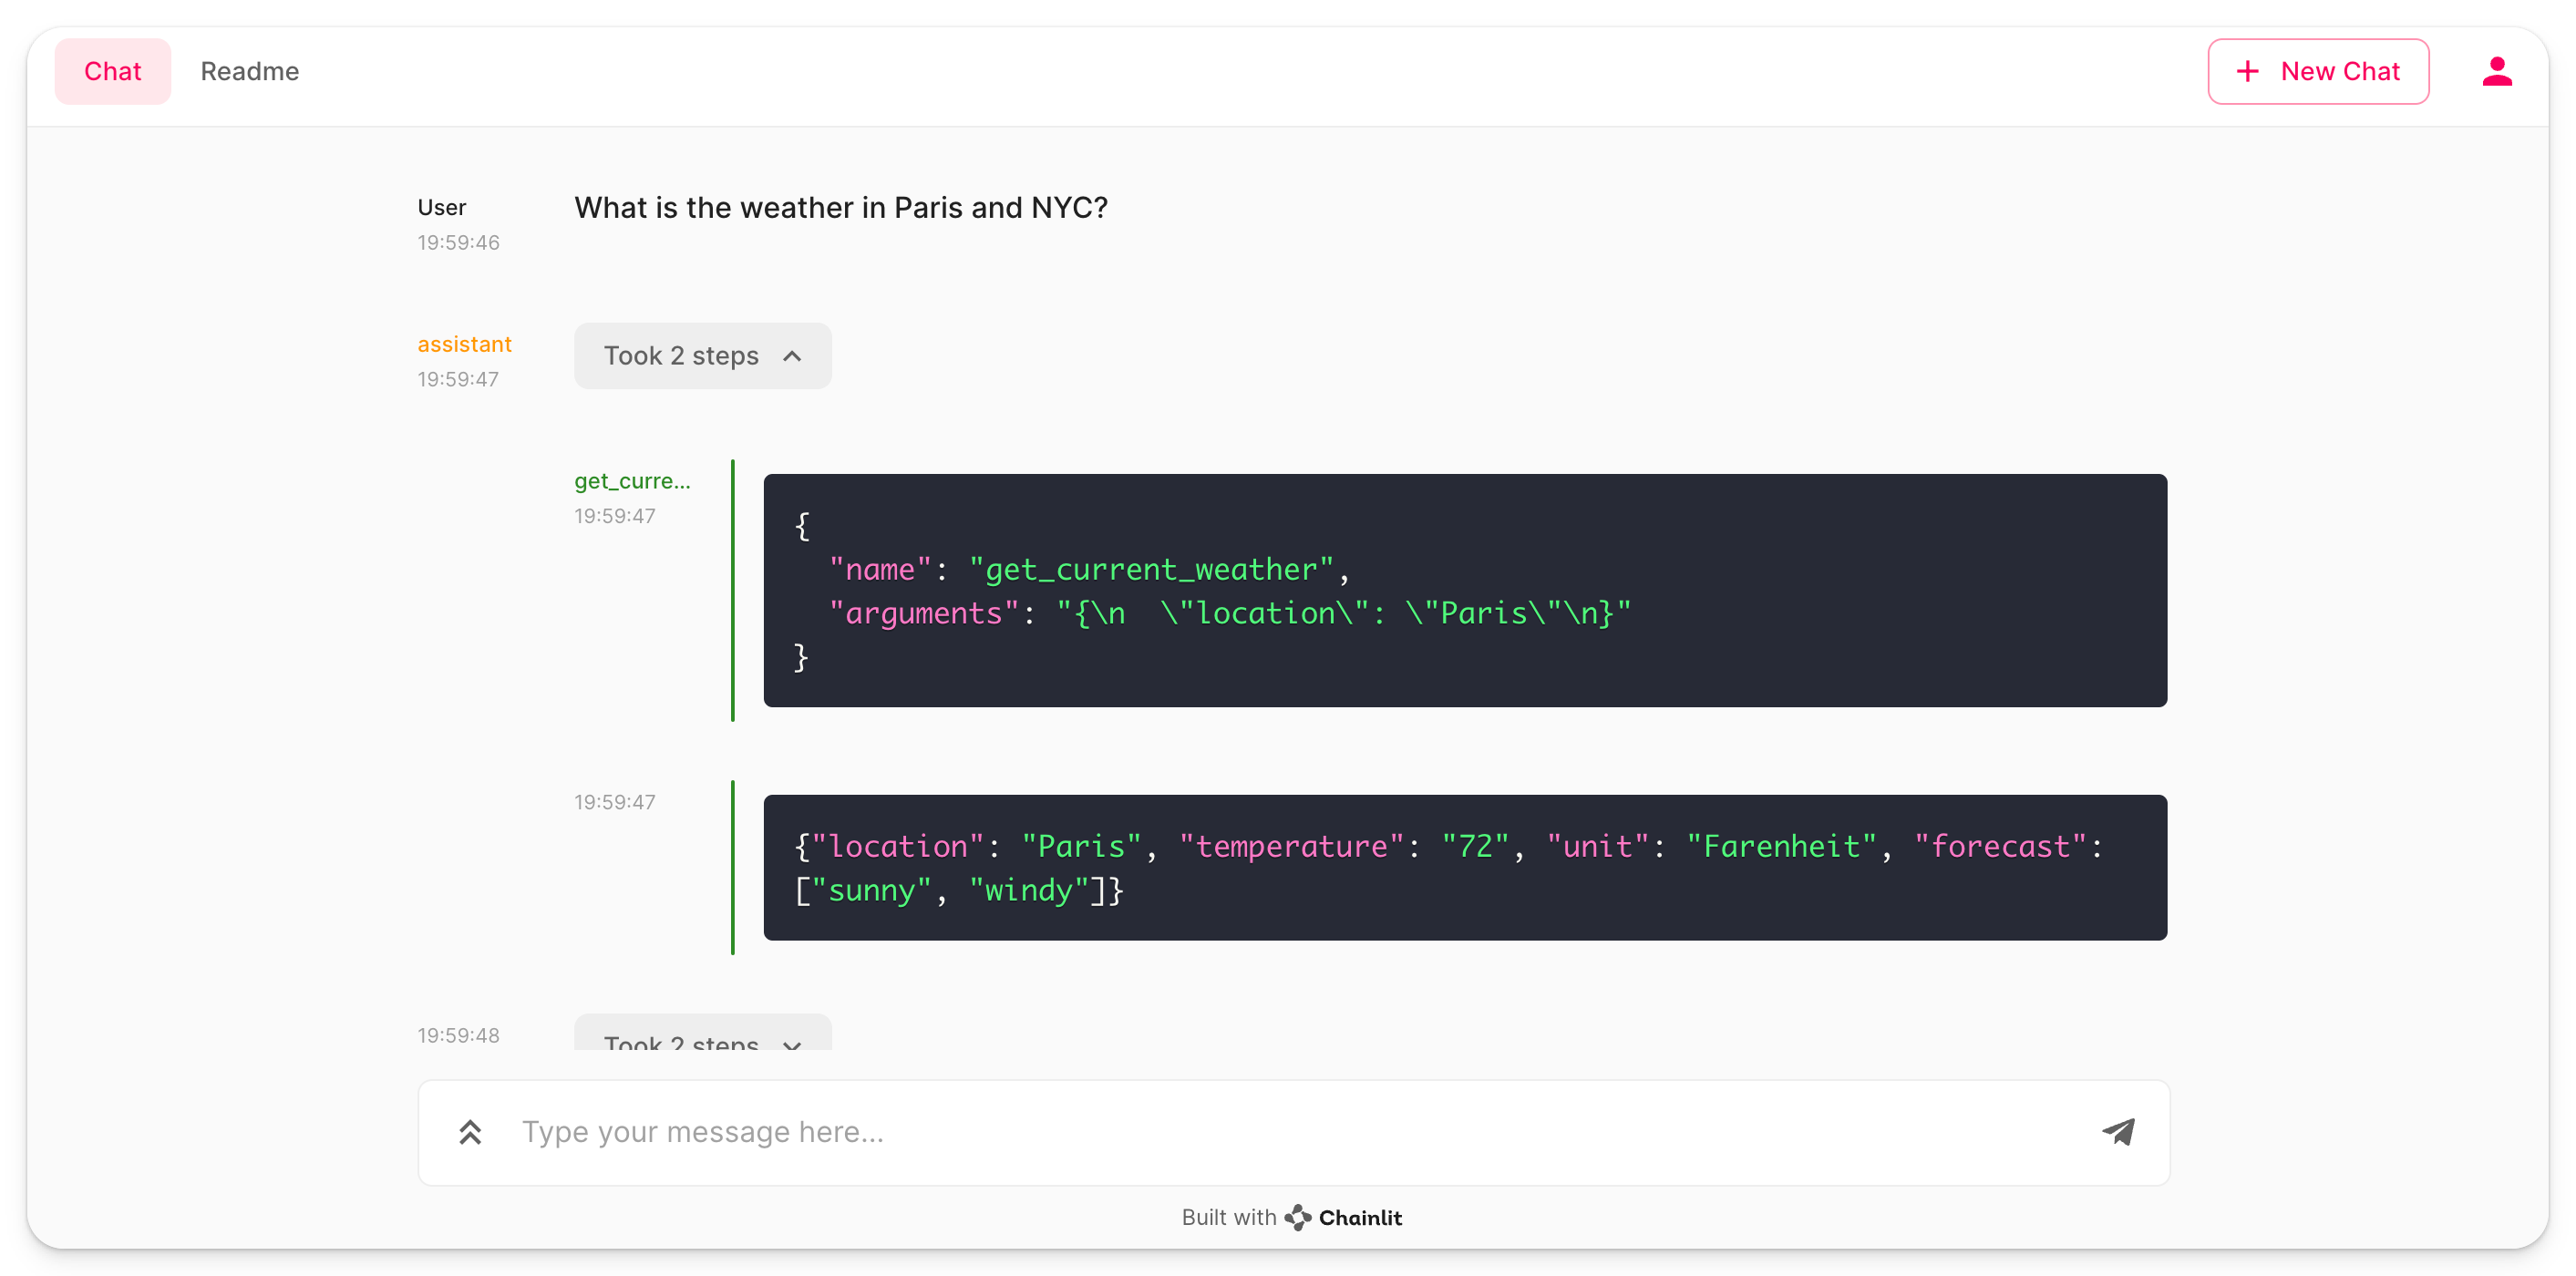 Chat
Readme
New Chat
User
19:59:46
What is the weather in Paris and NYC?
assistant
19:59:47
Took 2 steps
get_curre...
19:59:47
{
  "name": "get_current_weather",
  "arguments": "{\n  \"location\": \"Paris\"\n}"
}
19:59:47
{"location": "Paris", "temperature": "72", "unit": "Farenheit", "forecast":
["sunny", "windy"]}
19:59:48
Took 2 steps
Type your message here...
Built with Chainlit